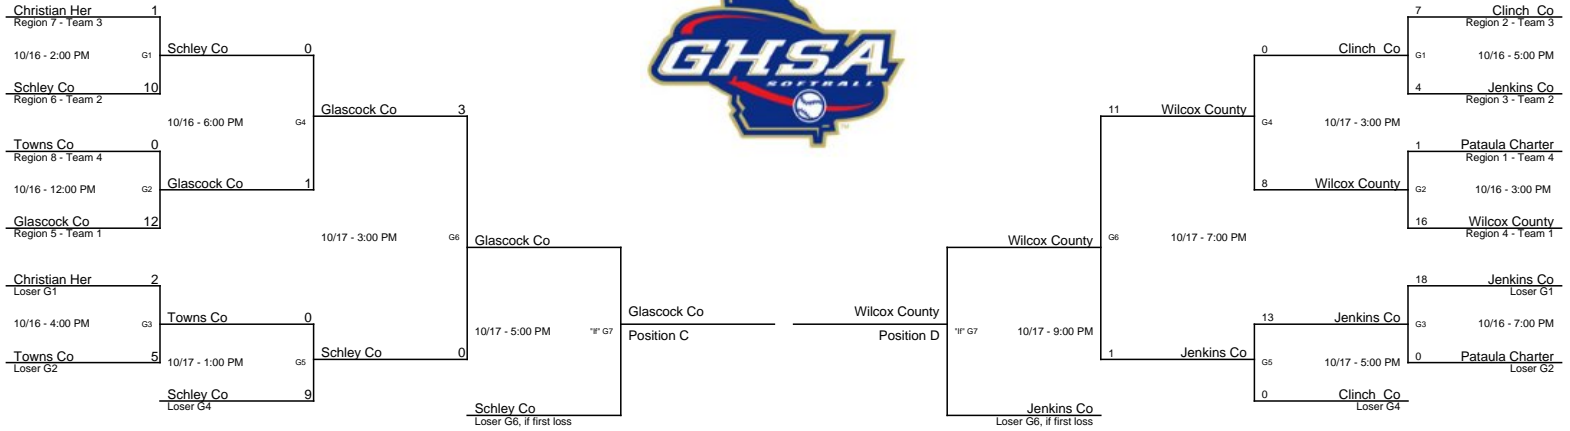 Christian Her 1
Region 7 - Team 3
10/16 - 2:00 PM G1
Schley Co 0
Schley Co 10
Region 6 - Team 2
10/16 - 6:00 PM G4
Glascock Co 3
Towns Co 0
Region 8 - Team 4
10/16 - 12:00 PM G2
Glascock Co 1
Glascock Co 12
Region 5 - Team 1
10/17 - 3:00 PM G6
Glascock Co
Christian Her 2
Loser G1
10/16 - 4:00 PM G3
Towns Co 0
Towns Co 5
Loser G2
10/17 - 1:00 PM G5
Schley Co 0
Schley Co 9
Loser G4
10/17 - 5:00 PM "If" G7
Glascock Co
Position C
Schley Co
Loser G6, if first loss
GHSA
SOFTBALL
TM
7 Clinch Co
Region 2 - Team 3
G1 10/16 - 5:00 PM
0 Clinch Co
4 Jenkins Co
Region 3 - Team 2
G4 10/17 - 3:00 PM
11 Wilcox County
1 Pataula Charter
Region 1 - Team 4
G2 10/16 - 3:00 PM
8 Wilcox County
16 Wilcox County
Region 4 - Team 1
G6 10/17 - 7:00 PM
Wilcox County
18 Jenkins Co
Loser G1
G3 10/16 - 7:00 PM
13 Jenkins Co
0 Pataula Charter
Loser G2
G5 10/17 - 5:00 PM
1 Jenkins Co
0 Clinch Co
Loser G4
"If" G7 10/17 - 9:00 PM
Wilcox County
Position D
Jenkins Co
Loser G6, if first loss